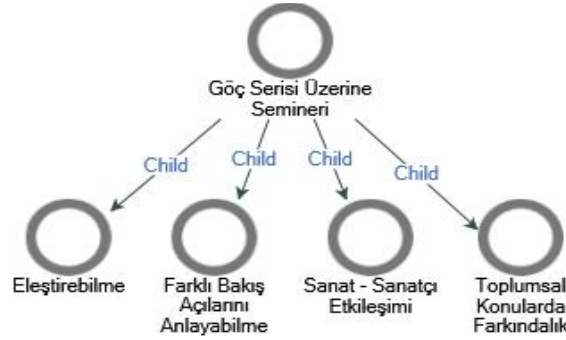 Göç Serisi Üzerine
Semineri
Child
Child
Child
Child
Eleştirebilme
Farklı Bakış
Açılarını
Anlayabilme
Sanat - Sanatçı
Etkileşimi
Toplumsal
Konularda
Farkındalık